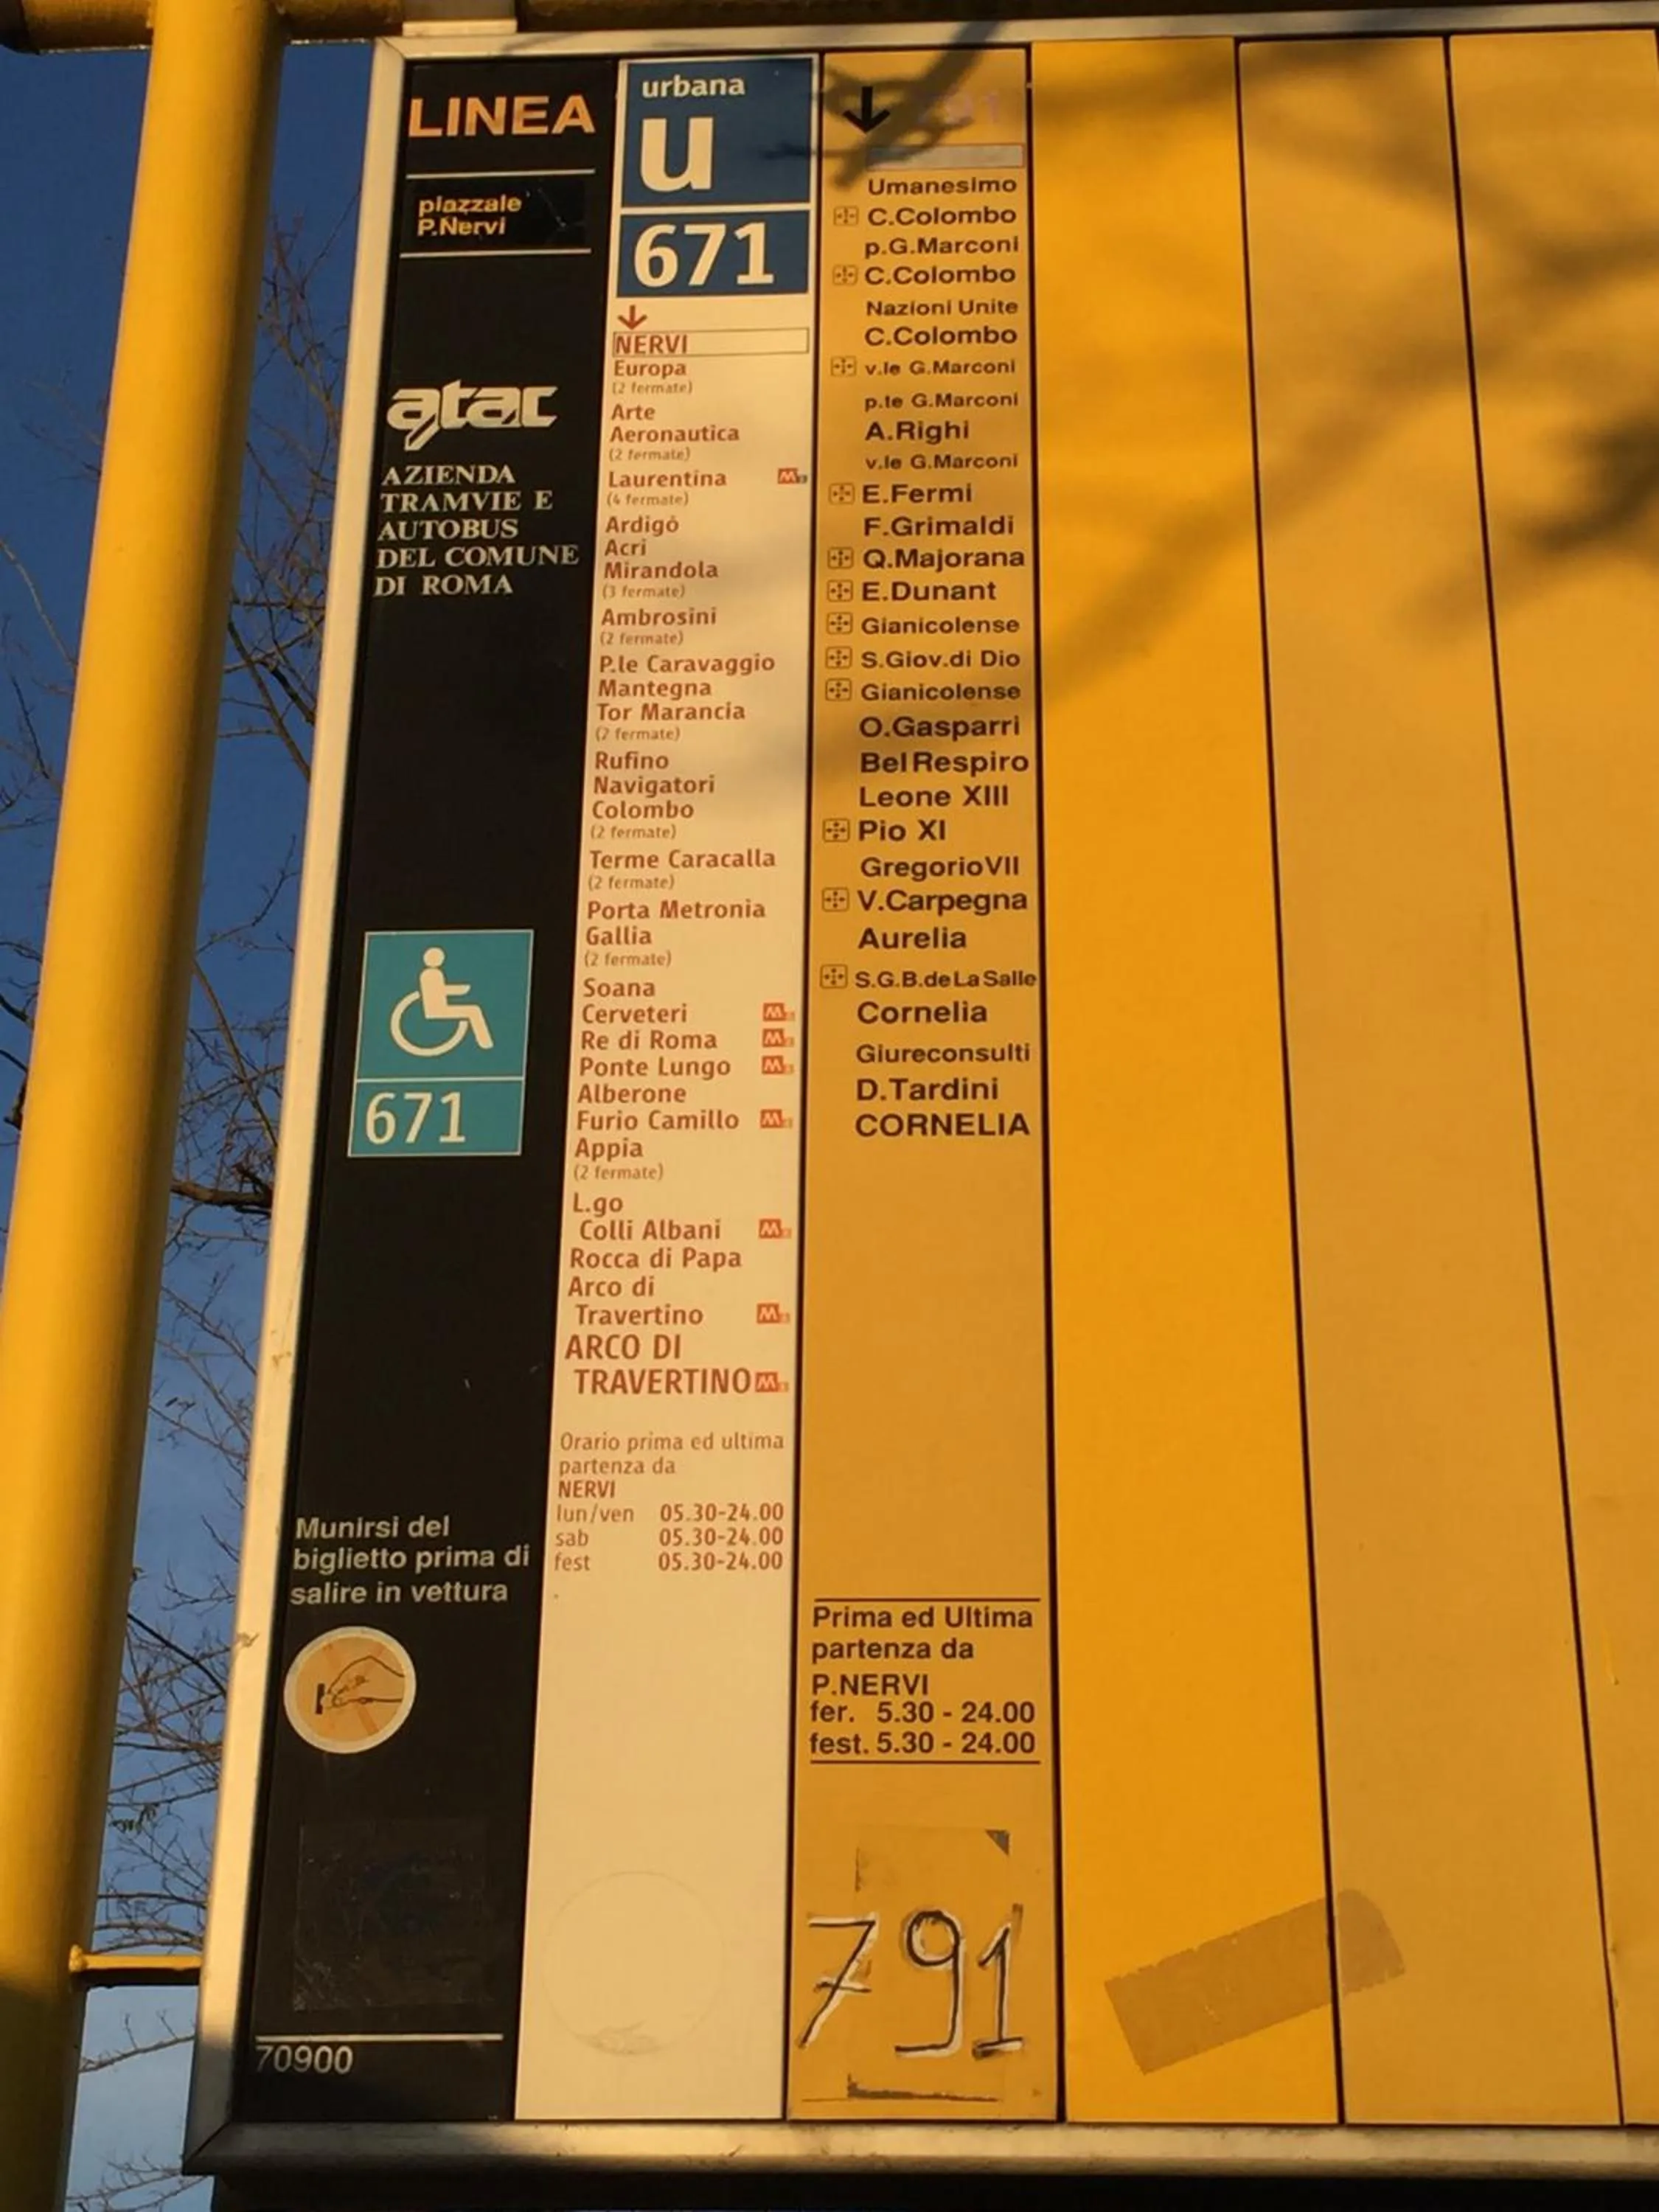 LINEA
piazzale
P.Nervi
atac
AZIENDA
TRAMVIE E
AUTOBUS
DEL COMUNE
DI ROMA
671
Munirsi del
biglietto prima di
salire in vettura
70900
urbana
u
671
NERVI
Europa
(2 fermate)
Arte
Aeronautica
(2 fermate)
Laurentina M
(4 fermate)
Ardigò
Acri
Mirandola
(3 fermate)
Ambrosini
(2 fermate)
P.le Caravaggio
Mantegna
Tor Marancia
(2 fermate)
Rufino
Navigatori
Colombo
(2 fermate)
Terme Caracalla
(2 fermate)
Porta Metronia
Gallia
(2 fermate)
Soana
Cerveteri M
Re di Roma M
Ponte Lungo M
Alberone
Furio Camillo M
Appia
(2 fermate)
L.go
Colli Albani M
Rocca di Papa
Arco di
Travertino M
ARCO DI
TRAVERTINO M
Orario prima ed ultima
partenza da
NERVI
lun/ven 05.30-24.00
sab 05.30-24.00
fest 05.30-24.00
791
Umanesimo
C.Colombo
p.G.Marconi
C.Colombo
Nazioni Unite
C.Colombo
v.le G.Marconi
p.le G.Marconi
A.Righi
v.le G.Marconi
E.Fermi
F.Grimaldi
Q.Majorana
E.Dunant
Gianicolense
S.Giov.di Dio
Gianicolense
O.Gasparri
Bel Respiro
Leone XIII
Pio XI
Gregorio VII
V.Carpegna
Aurelia
S.G.B.de La Salle
Cornelia
Giureconsulti
D.Tardini
CORNELIA
Prima ed Ultima
partenza da
P.NERVI
fer. 5.30 - 24.00
fest. 5.30 - 24.00
791